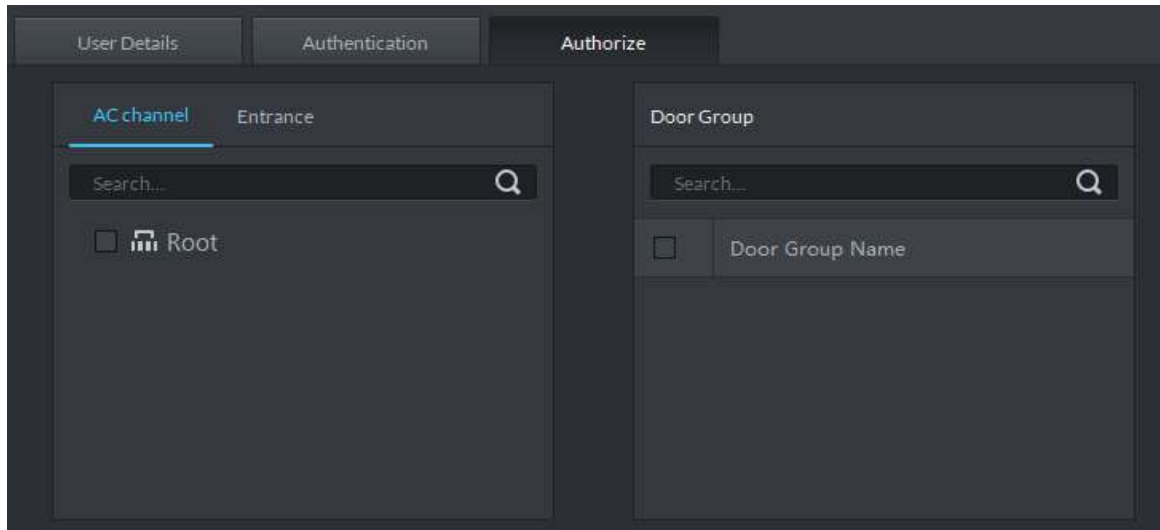 User Details
Authentication
Authorize
AC channel
Entrance
Search...
Root
Door Group
Search...
Door Group Name